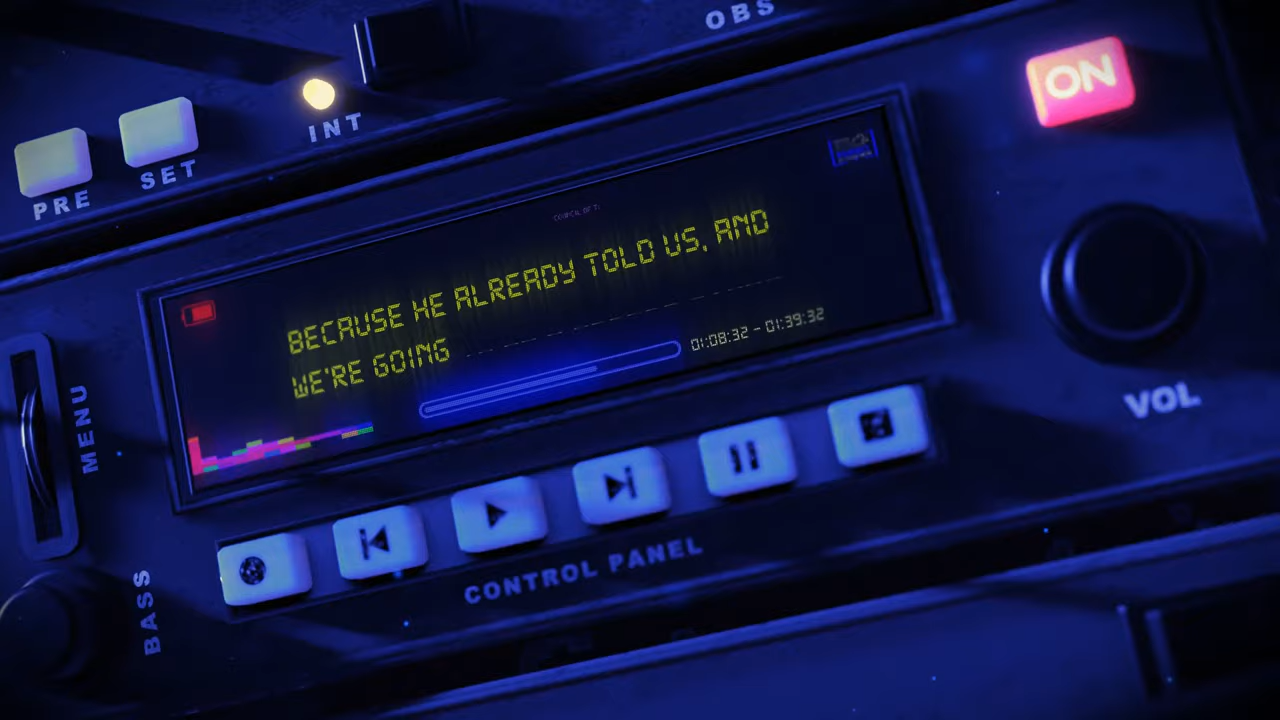 OBS
ON
INT
PRE
SET
BECAUSE HE ALREADY TOLD US, AND
WE'RE GOING
01:08:32 - 01:39:32
MENU
VOL
CONTROL PANEL
BASS